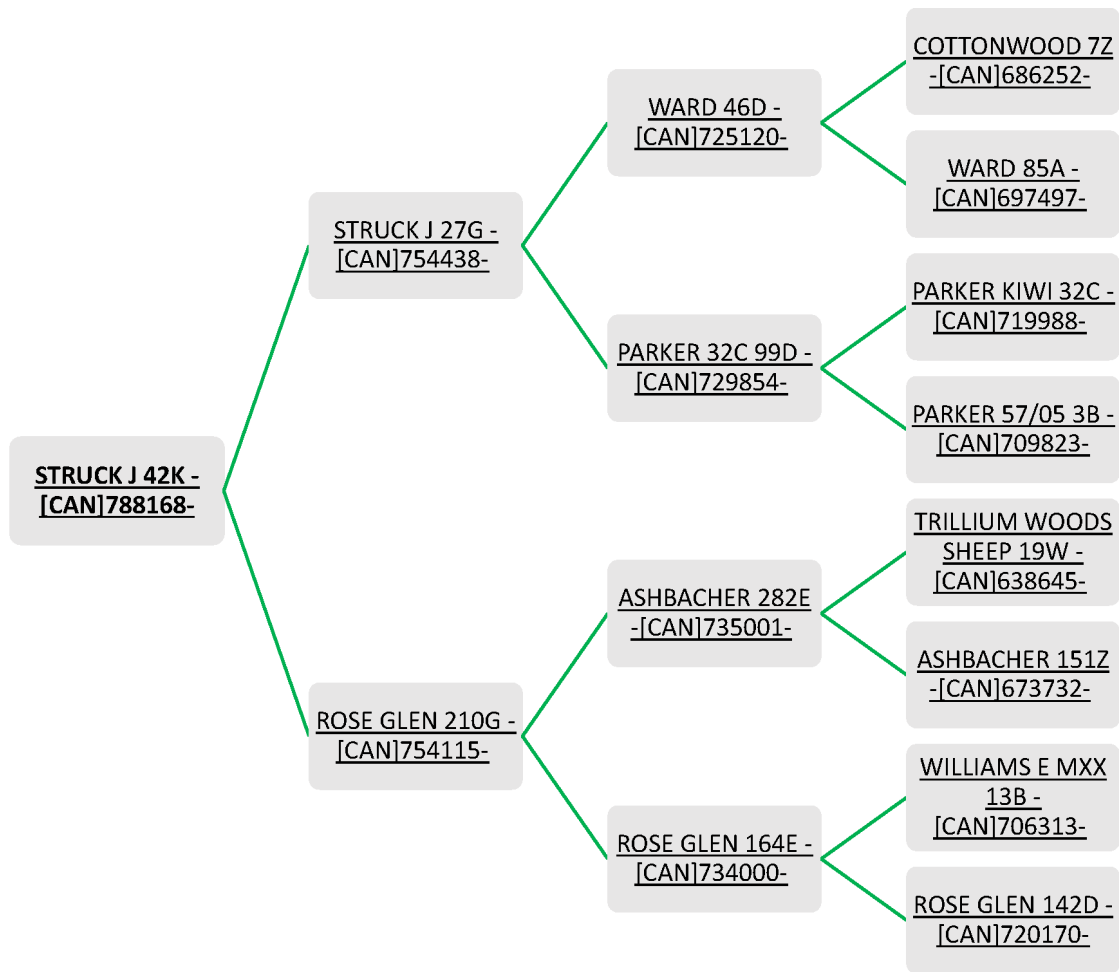 COTTONWOOD 7Z
-[CAN]686252-
WARD 46D -
[CAN]725120-
WARD 85A -
[CAN]697497-
STRUCK J 27G -
[CAN]754438-
PARKER KIWI 32C -
[CAN]719988-
PARKER 32C 99D -
[CAN]729854-
PARKER 57/05 3B -
[CAN]709823-
STRUCK J 42K -
[CAN]788168-
TRILLIUM WOODS
SHEEP 19W -
[CAN]638645-
ASHBACHER 282E
-[CAN]735001-
ASHBACHER 151Z
-[CAN]673732-
ROSE GLEN 210G -
[CAN]754115-
WILLIAMS E MXX
13B -
[CAN]706313-
ROSE GLEN 164E -
[CAN]734000-
ROSE GLEN 142D -
[CAN]720170-